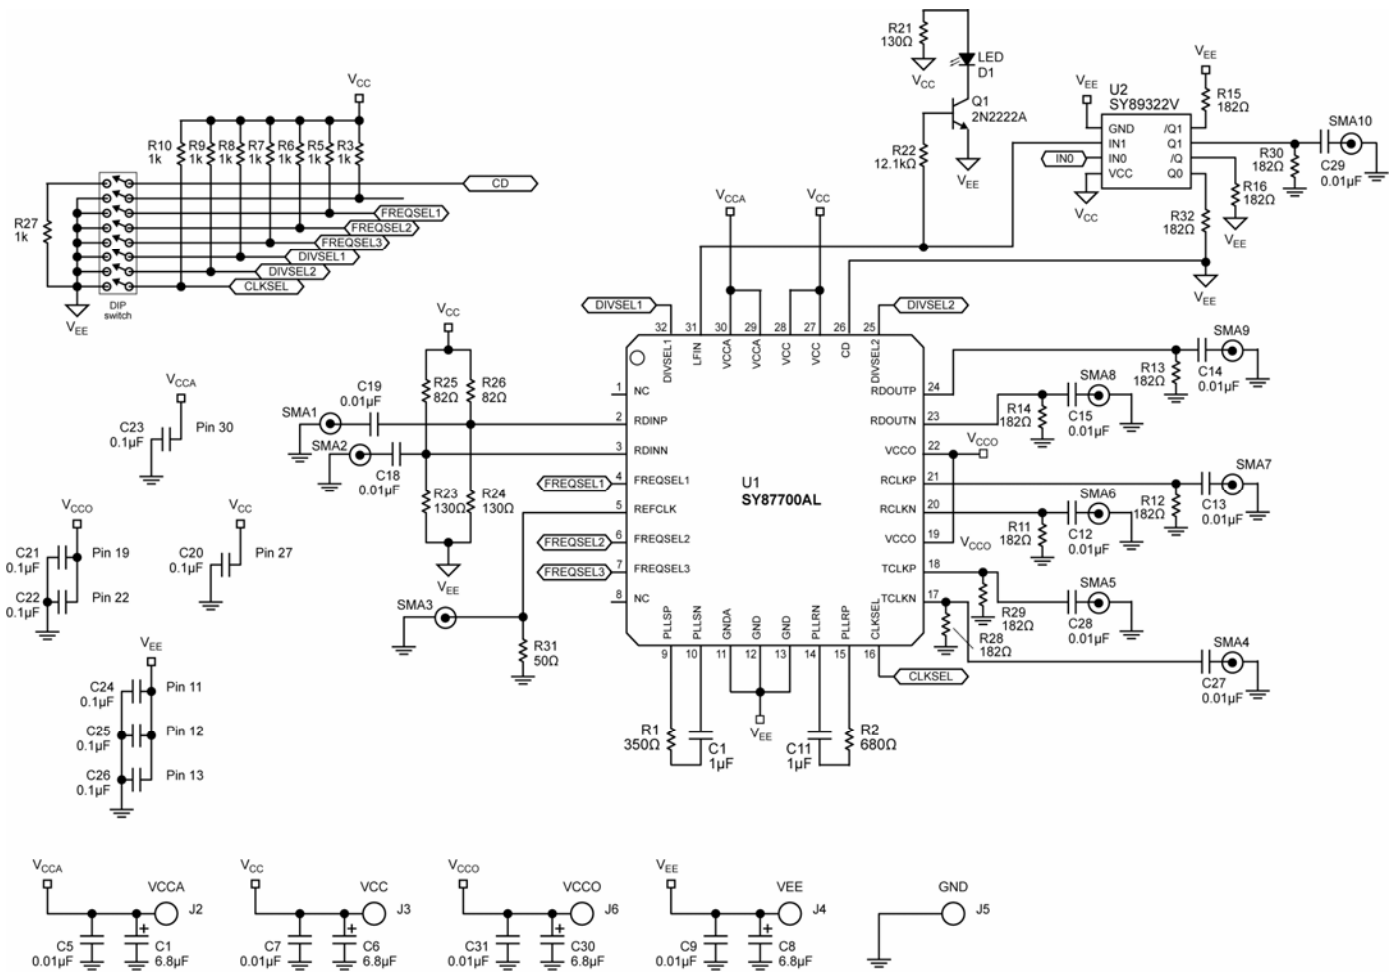 R21
130Ω
VCC
LED
D1
Q1
2N2222A
VEE
R22
12.1kΩ
VEE
U2
SY89322V
GND
IN1
IN0
VCC
/Q1
Q1
/Q
Q0
IN0
VCC
VEE
R15
182Ω
SMA10
R30
182Ω
C29
0.01µF
R16
182Ω
VEE
R32
182Ω
VEE
VCC
R10
1k
R9
1k
R8
1k
R7
1k
R6
1k
R5
1k
R3
1k
R27
1k
CD
FREQSEL1
FREQSEL2
FREQSEL3
DIVSEL1
DIVSEL2
CLKSEL
VEE
DIP
switch
VCCA
VCC
DIVSEL1
DIVSEL2
32
31
30
29
28
27
26
25
DIVSEL1
LFIN
VCCA
VCCA
VCC
VCC
CD
DIVSEL2
VCC
R25
82Ω
R26
82Ω
C19
0.01µF
SMA1
SMA2
C18
0.01µF
R23
130Ω
R24
130Ω
VEE
FREQSEL1
FREQSEL2
FREQSEL3
SMA3
R31
50Ω
1 NC
2 RDINP
3 RDINN
4 FREQSEL1
5 REFCLK
6 FREQSEL2
7 FREQSEL3
8 NC
U1
SY87700AL
RDOUTP 24
RDOUTN 23
VCCO 22
RCLKP 21
RCLKN 20
VCCO 19
TCLKP 18
TCLKN 17
PLLSP
PLLSN
GNDA
GND
GND
PLLRN
PLLRP
CLKSEL
9
10
11
12
13
14
15
16
CLKSEL
R1
350Ω
C1
1µF
VEE
C11
1µF
R2
680Ω
SMA9
R13
182Ω
C14
0.01µF
SMA8
R14
182Ω
C15
0.01µF
VCCO
SMA7
R12
182Ω
C13
0.01µF
SMA6
R11
182Ω
C12
0.01µF
VCCO
SMA5
R29
182Ω
C28
0.01µF
R28
182Ω
SMA4
C27
0.01µF
VCCA
C23
0.1µF
Pin 30
VCCO
C21
0.1µF
Pin 19
C22
0.1µF
Pin 22
VCC
C20
0.1µF
Pin 27
VEE
C24
0.1µF
Pin 11
C25
0.1µF
Pin 12
C26
0.1µF
Pin 13
VCCA
VCCA
J2
C5
0.01µF
C1
6.8µF
VCC
VCC
J3
C7
0.01µF
C6
6.8µF
VCCO
VCCO
J6
C31
0.01µF
C30
6.8µF
VEE
VEE
J4
C9
0.01µF
C8
6.8µF
GND
J5